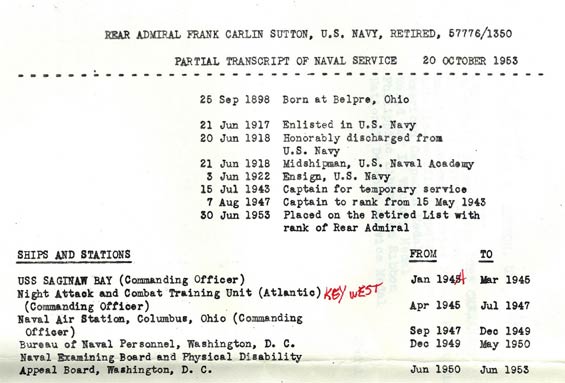 REAR ADMIRAL FRANK CARLIN SUTTON, U.S. NAVY, RETIRED, 57776/1350
PARTIAL TRANSCRIPT OF NAVAL SERVICE 20 OCTOBER 1953
25 Sep 1898 Born at Belpre, Ohio
21 Jun 1917 Enlisted in U.S. Navy
20 Jun 1918 Honorably discharged from
U.S. Navy
21 Jun 1918 Midshipman, U.S. Naval Academy
3 Jun 1922 Ensign, U.S. Navy
15 Jul 1943 Captain for temporary service
7 Aug 1947 Captain to rank from 15 May 1943
30 Jun 1953 Placed on the Retired List with
rank of Rear Admiral
SHIPS AND STATIONS FROM TO
USS SAGINAW BAY (Commanding Officer) Jan 1944 Mar 1945
Night Attack and Combat Training Unit (Atlantic) KEY WEST
(Commanding Officer) Apr 1945 Jul 1947
Naval Air Station, Columbus, Ohio (Commanding
Officer) Sep 1947 Dec 1949
Bureau of Naval Personnel, Washington, D. C. Dec 1949 May 1950
Naval Examining Board and Physical Disability
Appeal Board, Washington, D. C. Jun 1950 Jun 1953